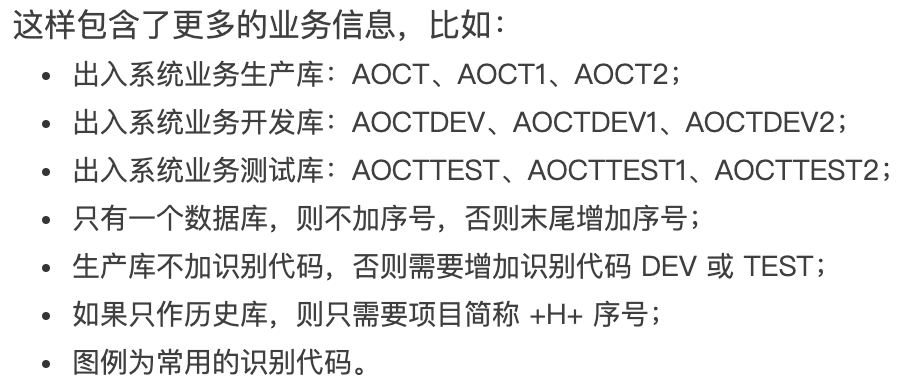 这样包含了更多的业务信息，比如：
• 出入系统业务生产库：AOCT、AOCT1、AOCT2；
• 出入系统业务开发库：AOCTDEV、AOCTDEV1、AOCTDEV2；
• 出入系统业务测试库：AOCTTEST、AOCTTEST1、AOCTTEST2；
• 只有一个数据库，则不加序号，否则末尾增加序号；
• 生产库不加识别代码，否则需要增加识别代码 DEV 或 TEST；
• 如果只作历史库，则只需要项目简称 +H+ 序号；
• 图例为常用的识别代码。